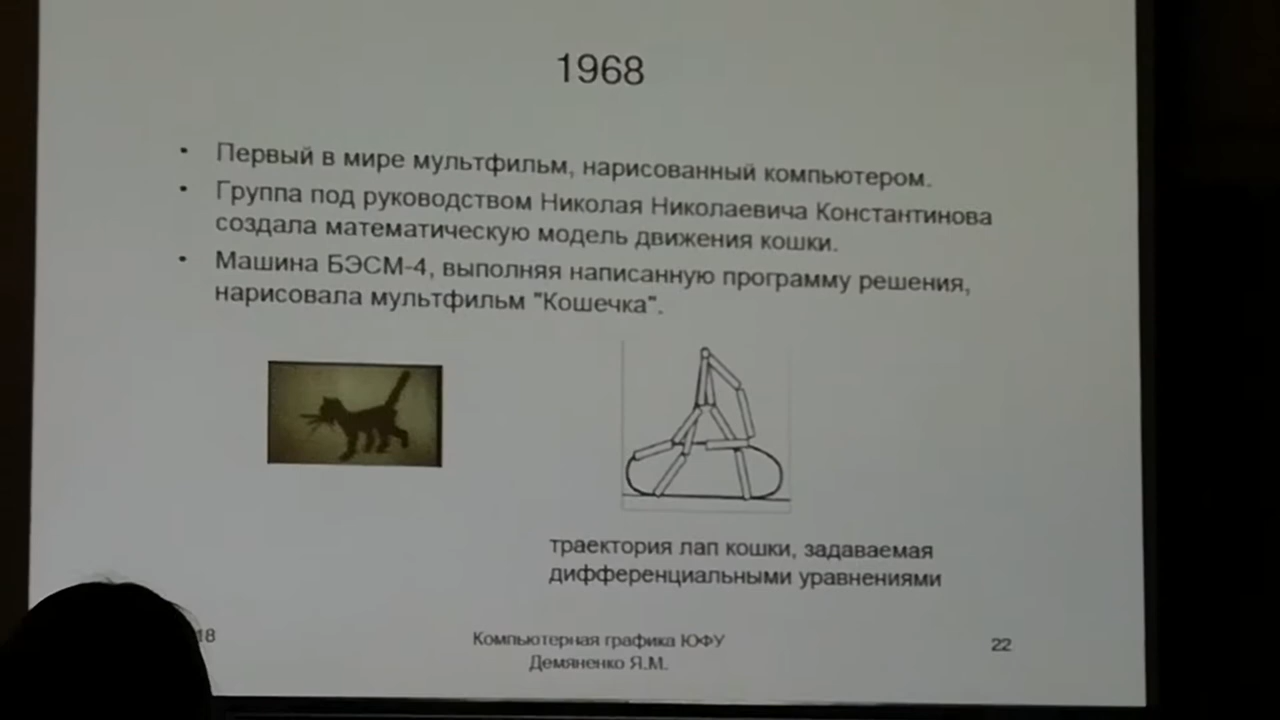 1968
• Первый в мире мультфильм, нарисованный компьютером.
• Группа под руководством Николая Николаевича Константинова
создала математическую модель движения кошки.
• Машина БЭСМ-4, выполняя написанную программу решения,
нарисовала мультфильм "Кошечка".
траектория лап кошки, задаваемая
дифференциальными уравнениями
18
Компьютерная графика ЮФУ
Демяненко Я.М.
22